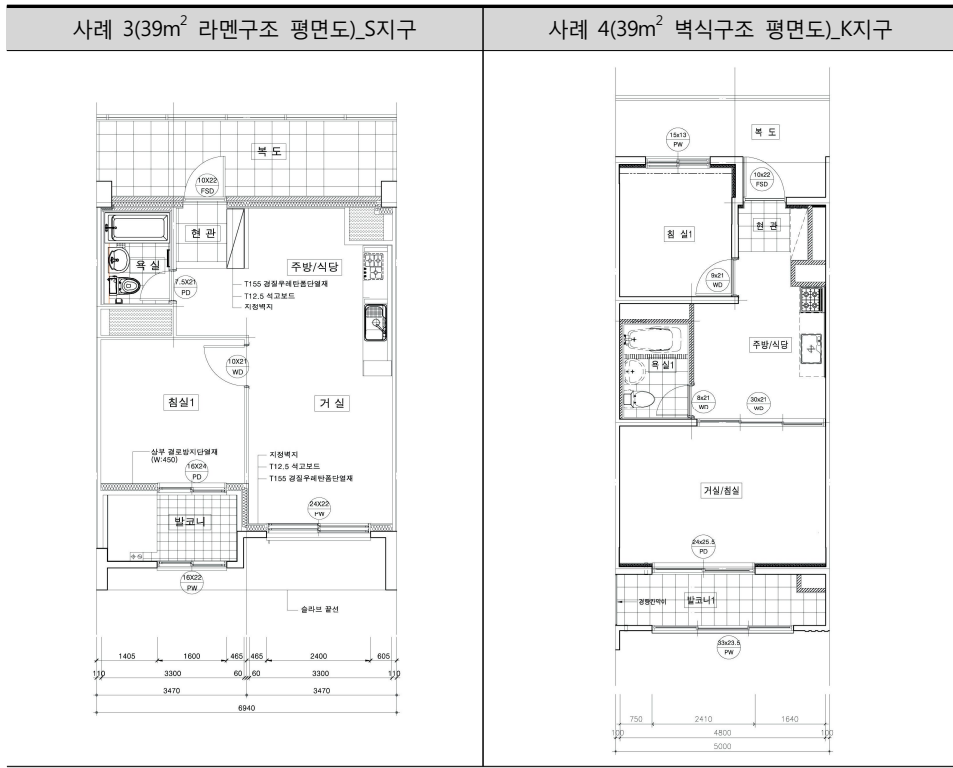 사례 3(39m² 라멘구조 평면도)_S지구
사례 4(39m² 벽식구조 평면도)_K지구
복 도
10X22
FSD
현 관
욕 실
7.5X21
PD
주방/식당
T155 경질우레탄폼단열재
T12.5 석고보드
지정벽지
10X21
WD
침실1
거 실
상부 결로방지단열재
(W:450)
16X24
PD
지정벽지
T12.5 석고보드
T155 경질우레탄폼단열재
24X22
PW
발코니
16X22
PW
슬라브 끝선
1405 1600 465 465 2400 605
110 3300 60 60 3300 110
3470 3470
6940
복 도
15x13
PW
10x22
FSD
침 실1
현 관
9x21
WD
주방/식당
욕 실1
8x21
WD
30x21
WD
거실/침실
24x25.5
PD
경량칸막이
발코니1
33x23.5
PW
750 2410 1640
100 4800 100
5000